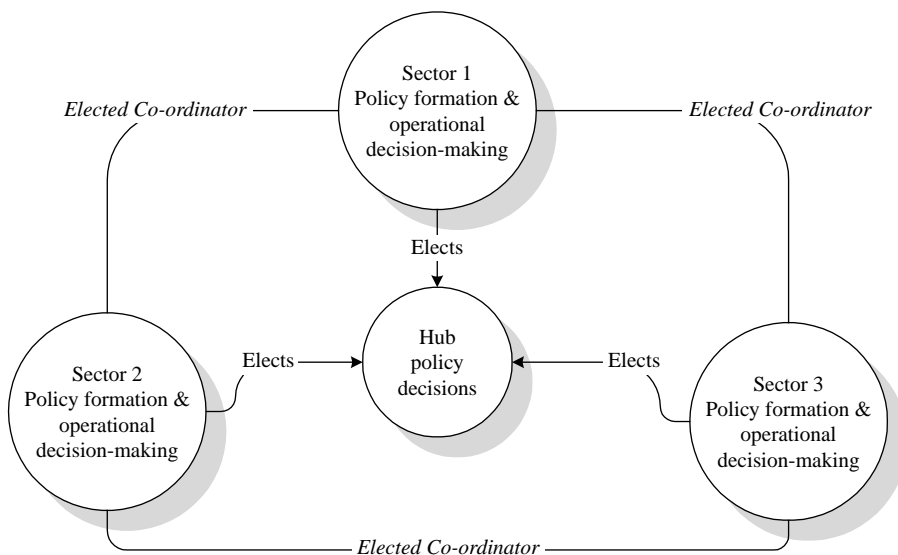 Sector 1
Policy formation &
operational
decision-making
Elected Co-ordinator
Elected Co-ordinator
Elects
Hub
policy
decisions
Elects
Elects
Sector 2
Policy formation &
operational
decision-making
Sector 3
Policy formation &
operational
decision-making
Elected Co-ordinator